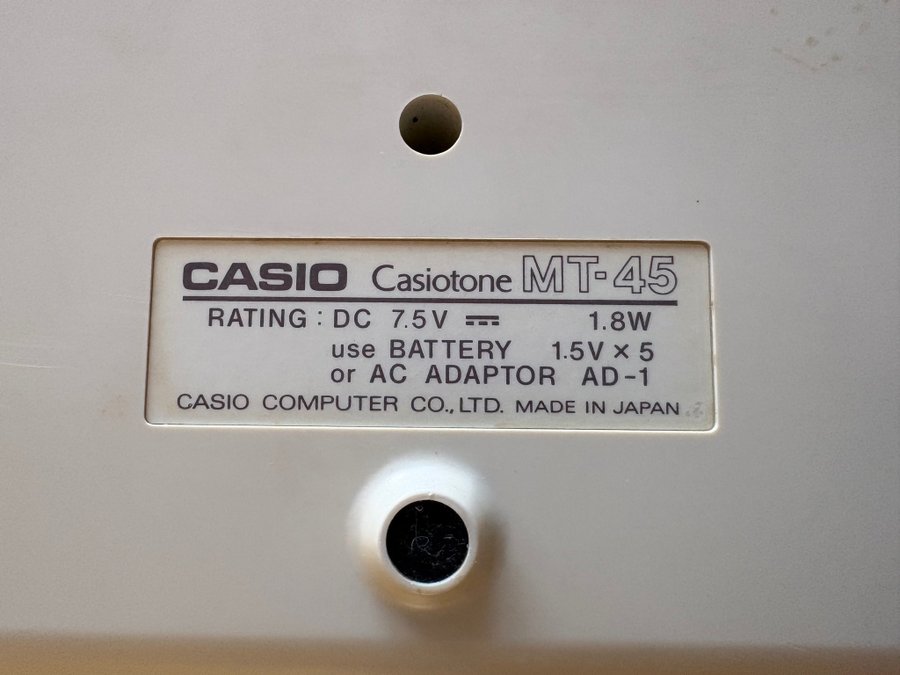 CASIO Casiotone MT-45
RATING : DC 7.5V ⎓ 1.8W
use BATTERY 1.5V × 5
or AC ADAPTOR AD-1
CASIO COMPUTER CO., LTD. MADE IN JAPAN